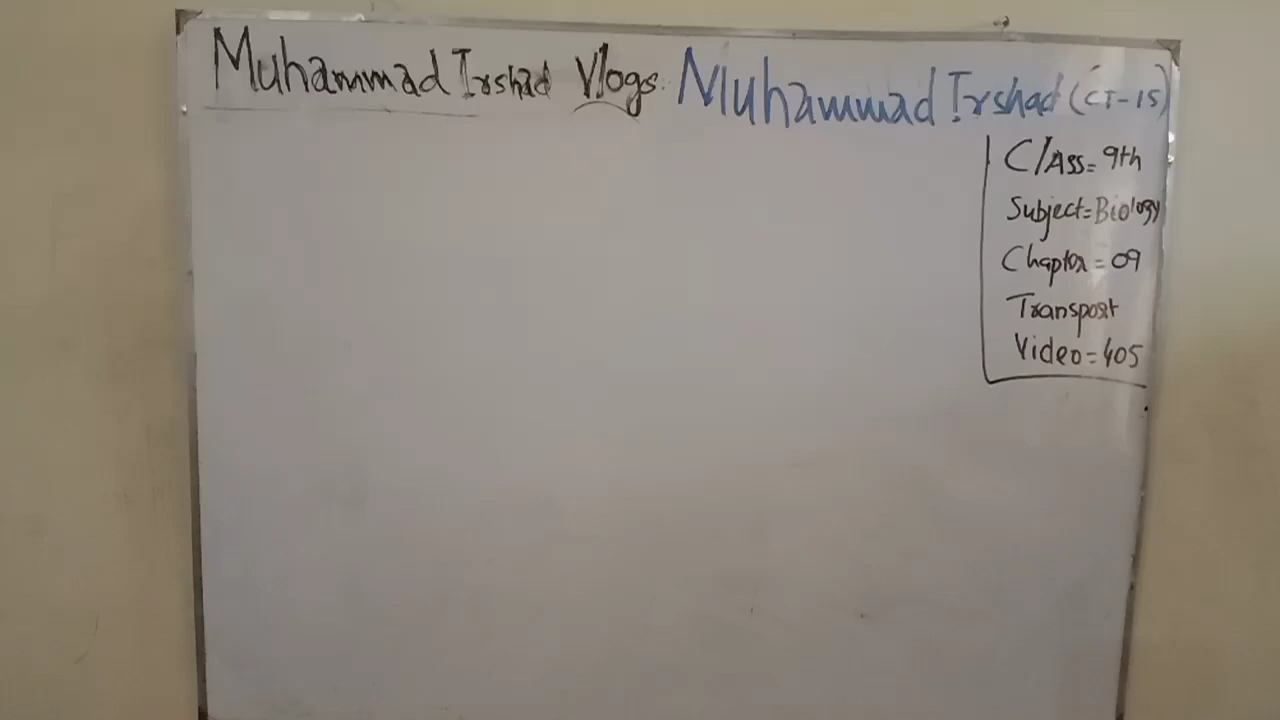 Muhammad Irshad Vlogs Muhammad Irshad (CT-15)
Class = 9th
Subject = Biology
Chapter = 09
Transport
Video = 405